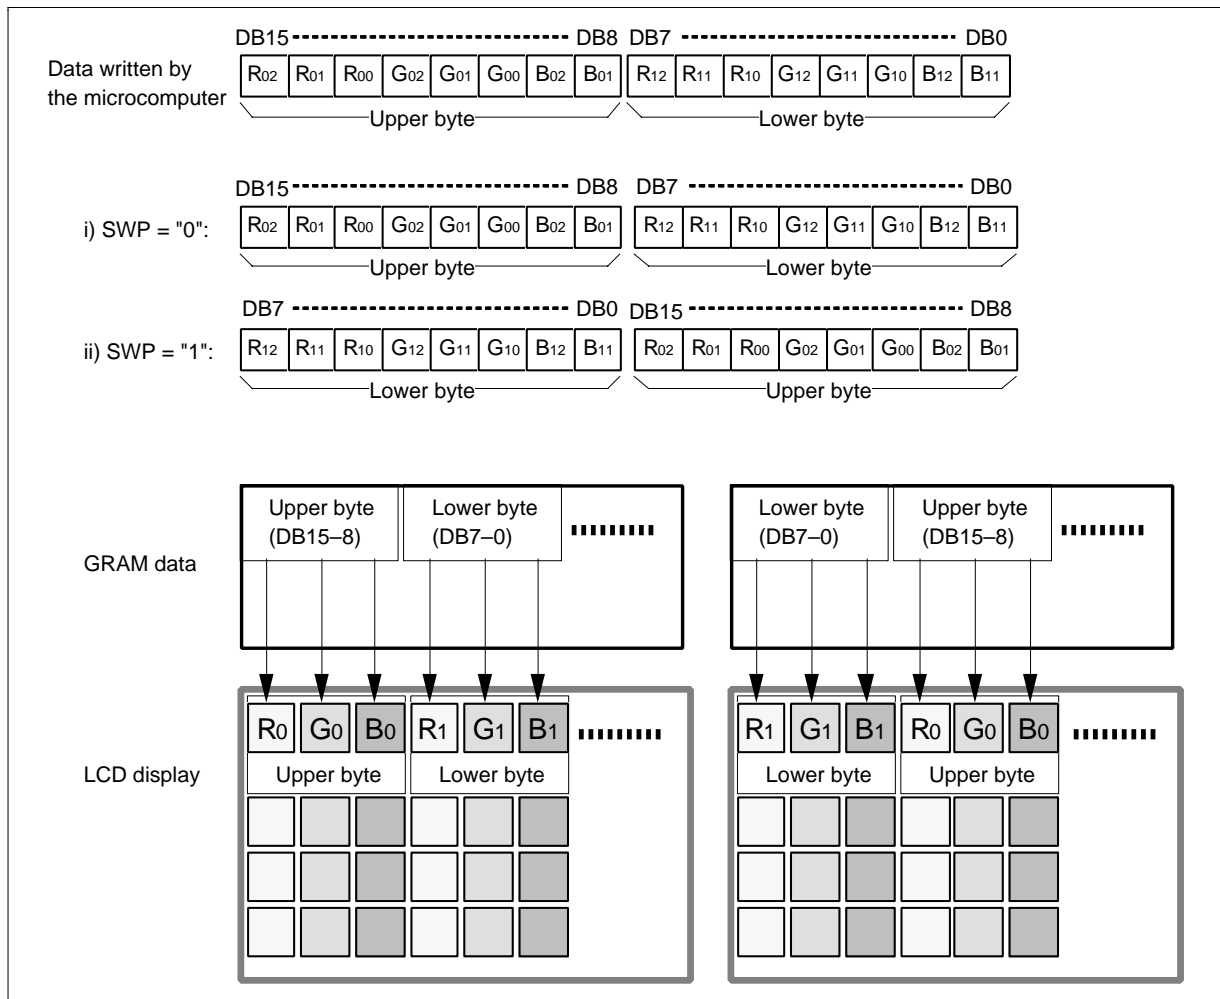 DB15 DB8 DB7 DB0
Data written by
the microcomputer
R02 R01 R00 G02 G01 G00 B02 B01 R12 R11 R10 G12 G11 G10 B12 B11
Upper byte Lower byte
DB15 DB8 DB7 DB0
i) SWP = "0":
R02 R01 R00 G02 G01 G00 B02 B01 R12 R11 R10 G12 G11 G10 B12 B11
Upper byte Lower byte
DB7 DB0 DB15 DB8
ii) SWP = "1":
R12 R11 R10 G12 G11 G10 B12 B11 R02 R01 R00 G02 G01 G00 B02 B01
Lower byte Upper byte
GRAM data
Upper byte
(DB15–8)
Lower byte
(DB7–0)
Lower byte
(DB7–0)
Upper byte
(DB15–8)
LCD display
R0 G0 B0 R1 G1 B1
Upper byte Lower byte
R1 G1 B1 R0 G0 B0
Lower byte Upper byte